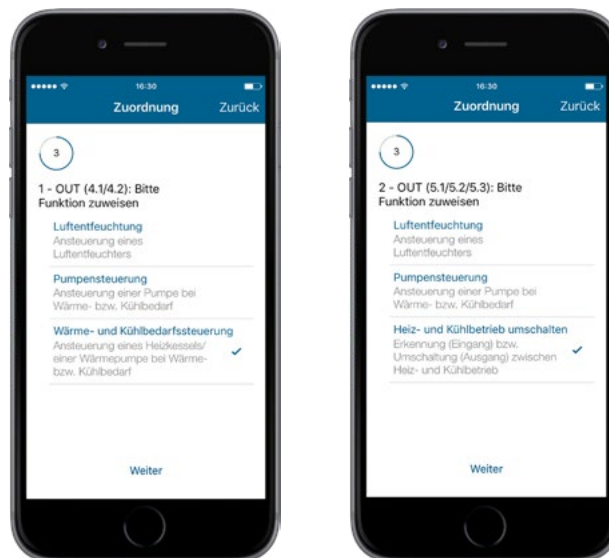 16:30
Zuordnung Zurück
3
1 - OUT (4.1/4.2): Bitte
Funktion zuweisen
Luftentfeuchtung
Ansteuerung eines
Luftentfeuchters
Pumpensteuerung
Ansteuerung einer Pumpe bei
Wärme- bzw. Kühlbedarf
Wärme- und Kühlbedarfssteuerung
Ansteuerung eines Heizkessels/
einer Wärmepumpe bei Wärme-
bzw. Kühlbedarf
Weiter
16:30
Zuordnung Zurück
3
2 - OUT (5.1/5.2/5.3): Bitte
Funktion zuweisen
Luftentfeuchtung
Ansteuerung eines
Luftentfeuchters
Pumpensteuerung
Ansteuerung einer Pumpe bei
Wärme- bzw. Kühlbedarf
Heiz- und Kühlbetrieb umschalten
Erkennung (Eingang) bzw.
Umschaltung (Ausgang) zwischen
Heiz- und Kühlbetrieb
Weiter